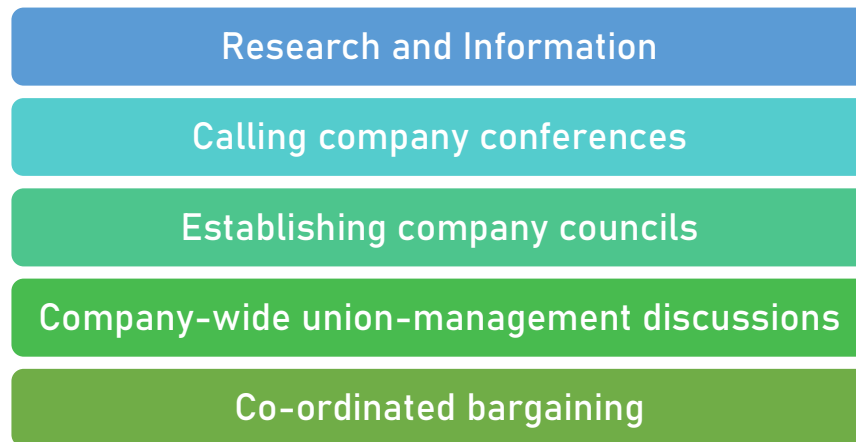 Research and Information
Calling company conferences
Establishing company councils
Company-wide union-management discussions
Co-ordinated bargaining